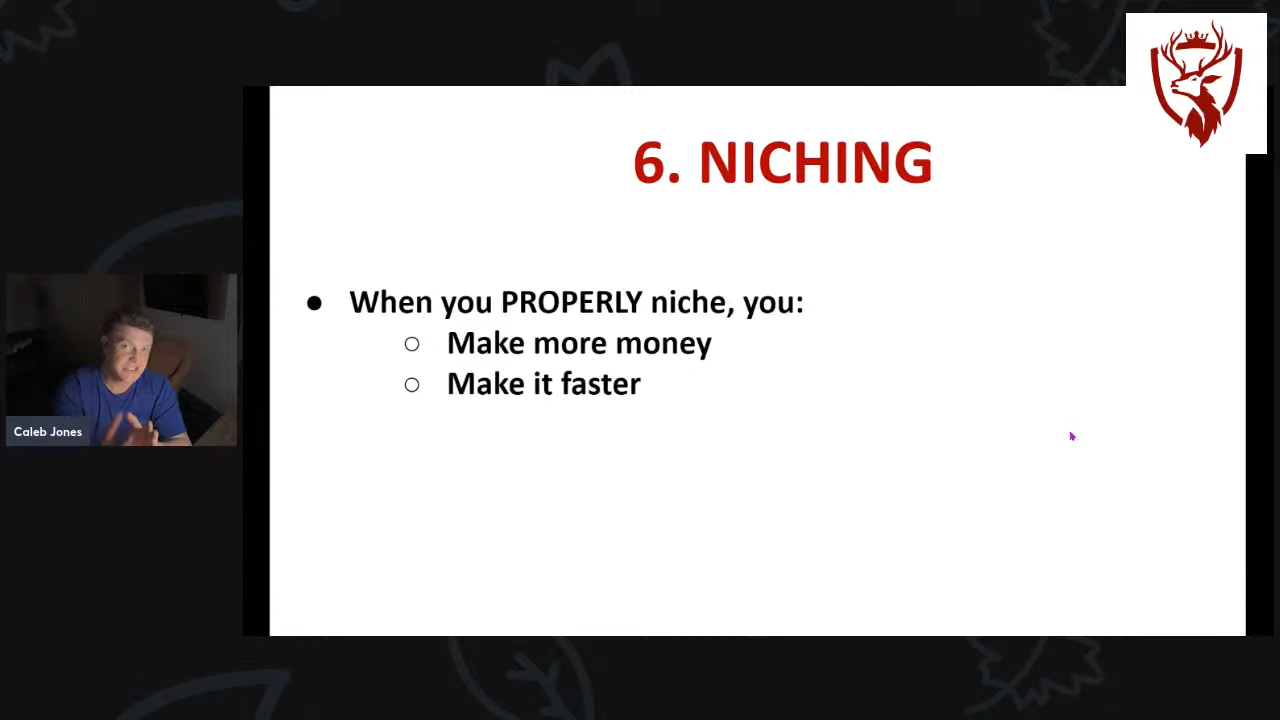 6. NICHING
● When you PROPERLY niche, you:
○ Make more money
○ Make it faster
Caleb Jones